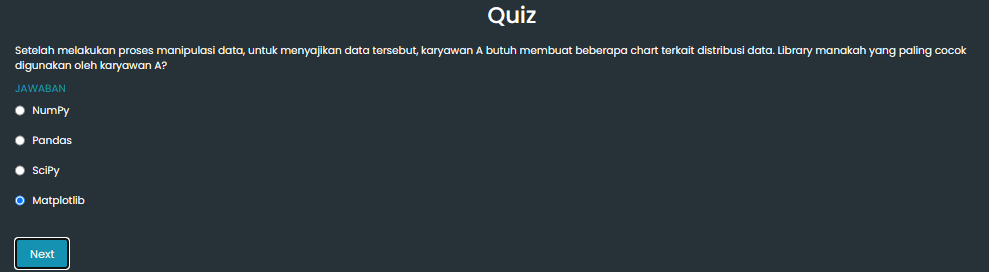 Quiz
Setelah melakukan proses manipulasi data, untuk menyajikan data tersebut, karyawan A butuh membuat beberapa chart terkait distribusi data. Library manakah yang paling cocok
digunakan oleh karyawan A?
JAWABAN
NumPy
Pandas
SciPy
Matplotlib
Next